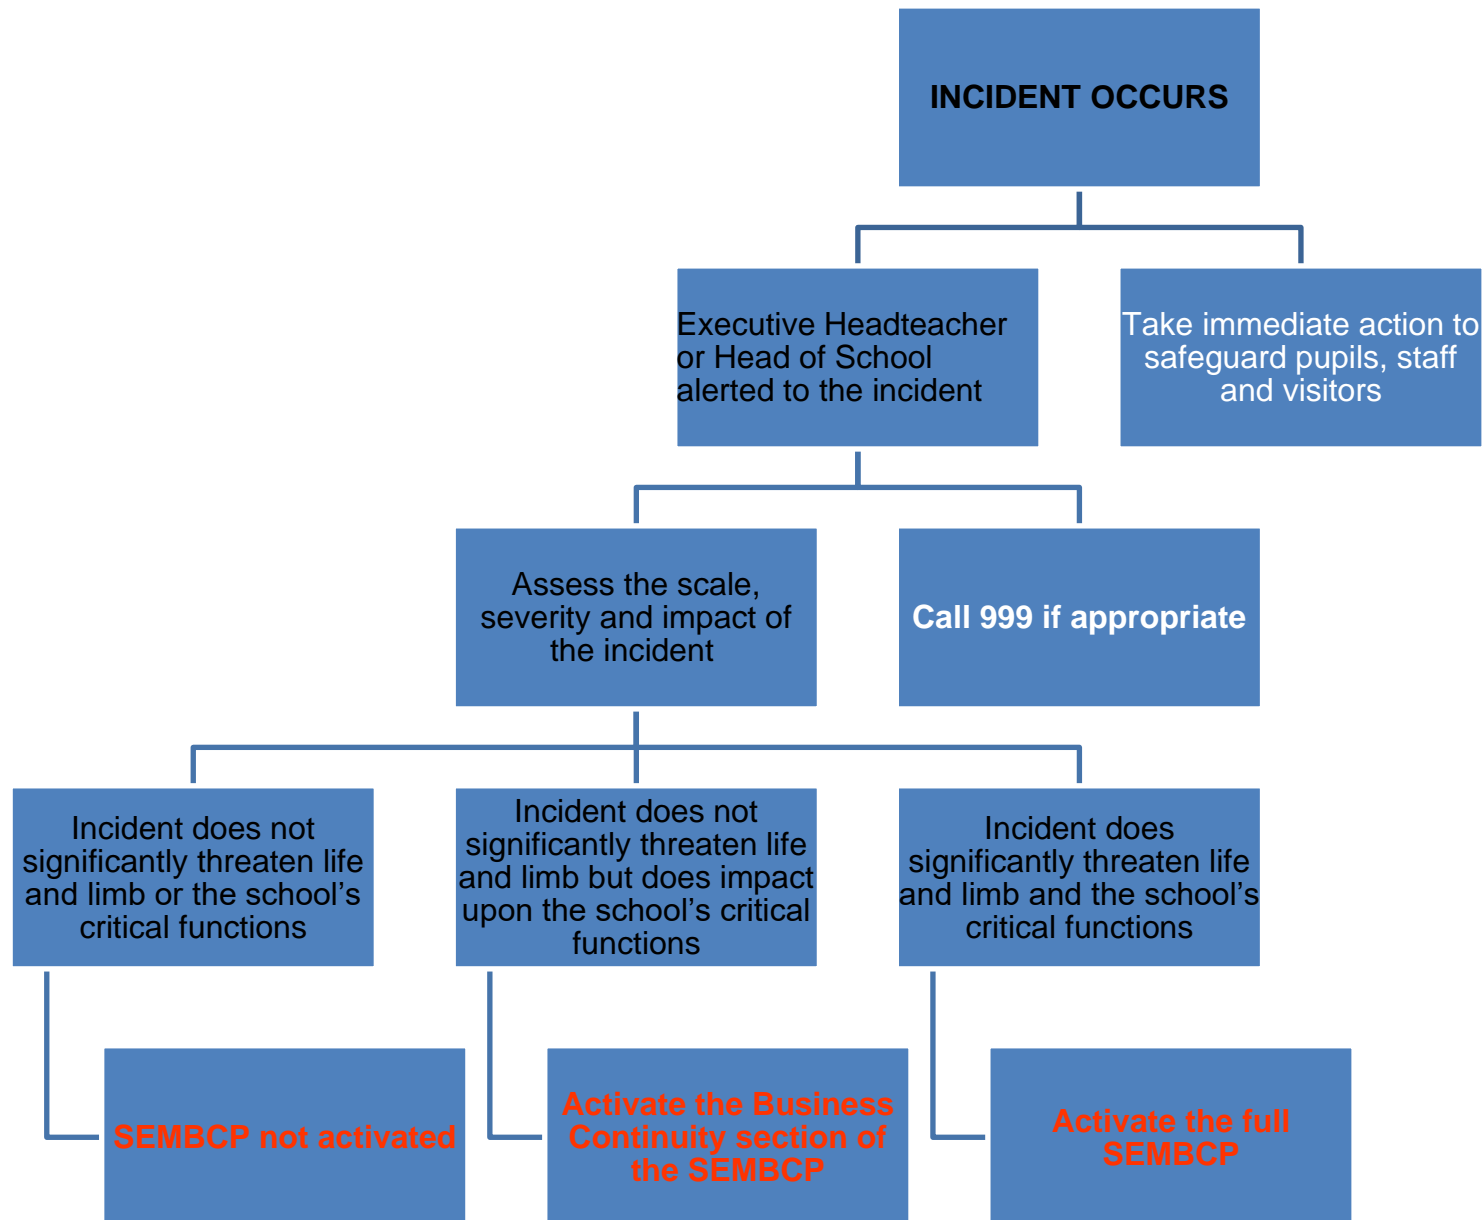 INCIDENT OCCURS
Executive Headteacher
or Head of School
alerted to the incident
Take immediate action to
safeguard pupils, staff
and visitors
Assess the scale,
severity and impact of
the incident
Call 999 if appropriate
Incident does not
significantly threaten life
and limb or the school’s
critical functions
Incident does not
significantly threaten life
and limb but does impact
upon the school’s critical
functions
Incident does
significantly threaten life
and limb and the school’s
critical functions
SEMBCP not activated
Activate the Business
Continuity section of
the SEMBCP
Activate the full
SEMBCP